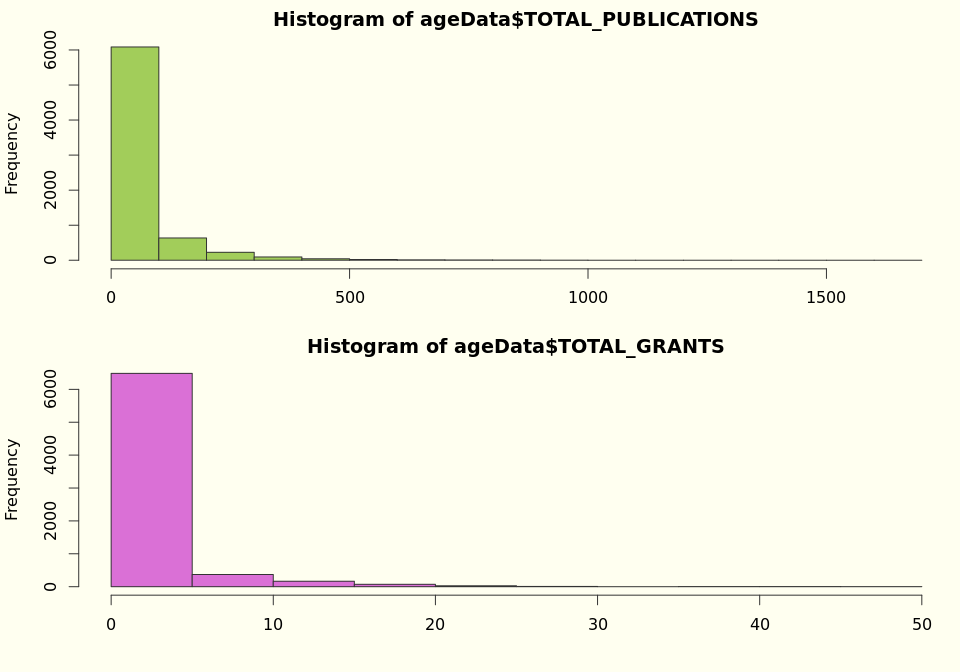 Histogram of ageData$TOTAL_PUBLICATIONS
Frequency
0 2000 4000 6000
0 500 1000 1500
Histogram of ageData$TOTAL_GRANTS
Frequency
0 2000 4000 6000
0 10 20 30 40 50